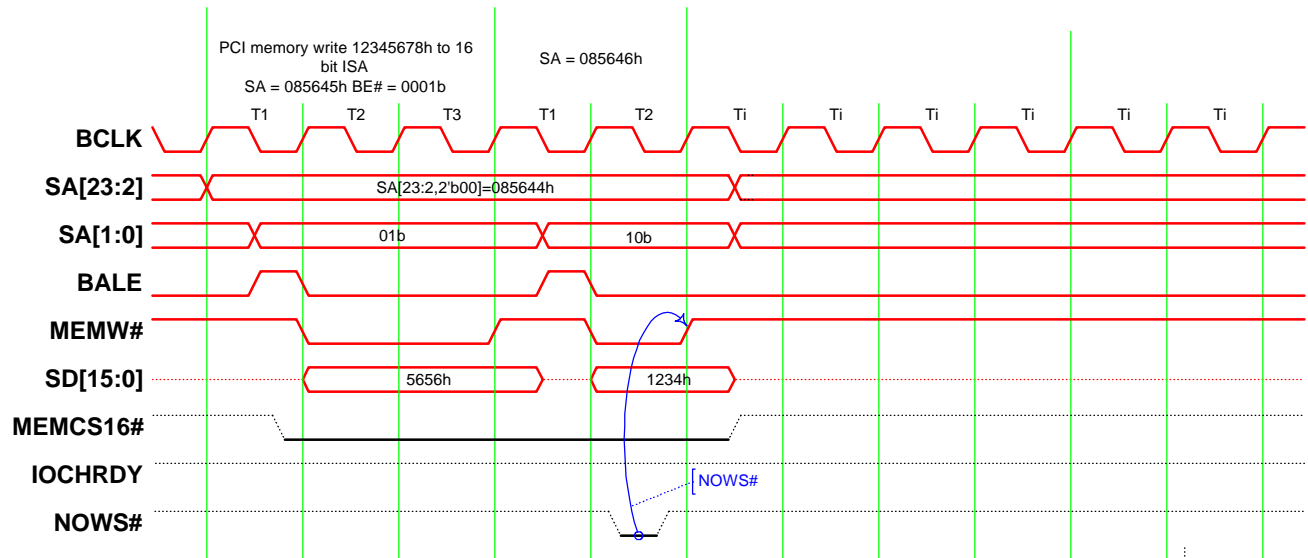 PCI memory write 12345678h to 16
bit ISA
SA = 085645h BE# = 0001b
SA = 085646h
T1 T2 T3 T1 T2 Ti Ti Ti Ti Ti Ti
BCLK
SA[23:2] SA[23:2,2'b00]=085644h
SA[1:0] 01b 10b
BALE
MEMW#
SD[15:0] 5656h 1234h
MEMCS16#
IOCHRDY
NOWS#
NOWS#